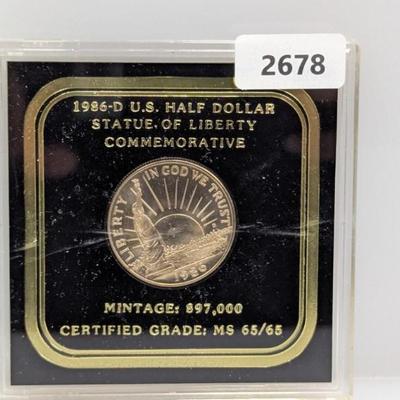 2678
1986-D U.S. HALF DOLLAR
STATUE OF LIBERTY
COMMEMORATIVE
LIBERTY
IN GOD WE TRUST
1986
MINTAGE: 897,000
CERTIFIED GRADE: MS 65/65